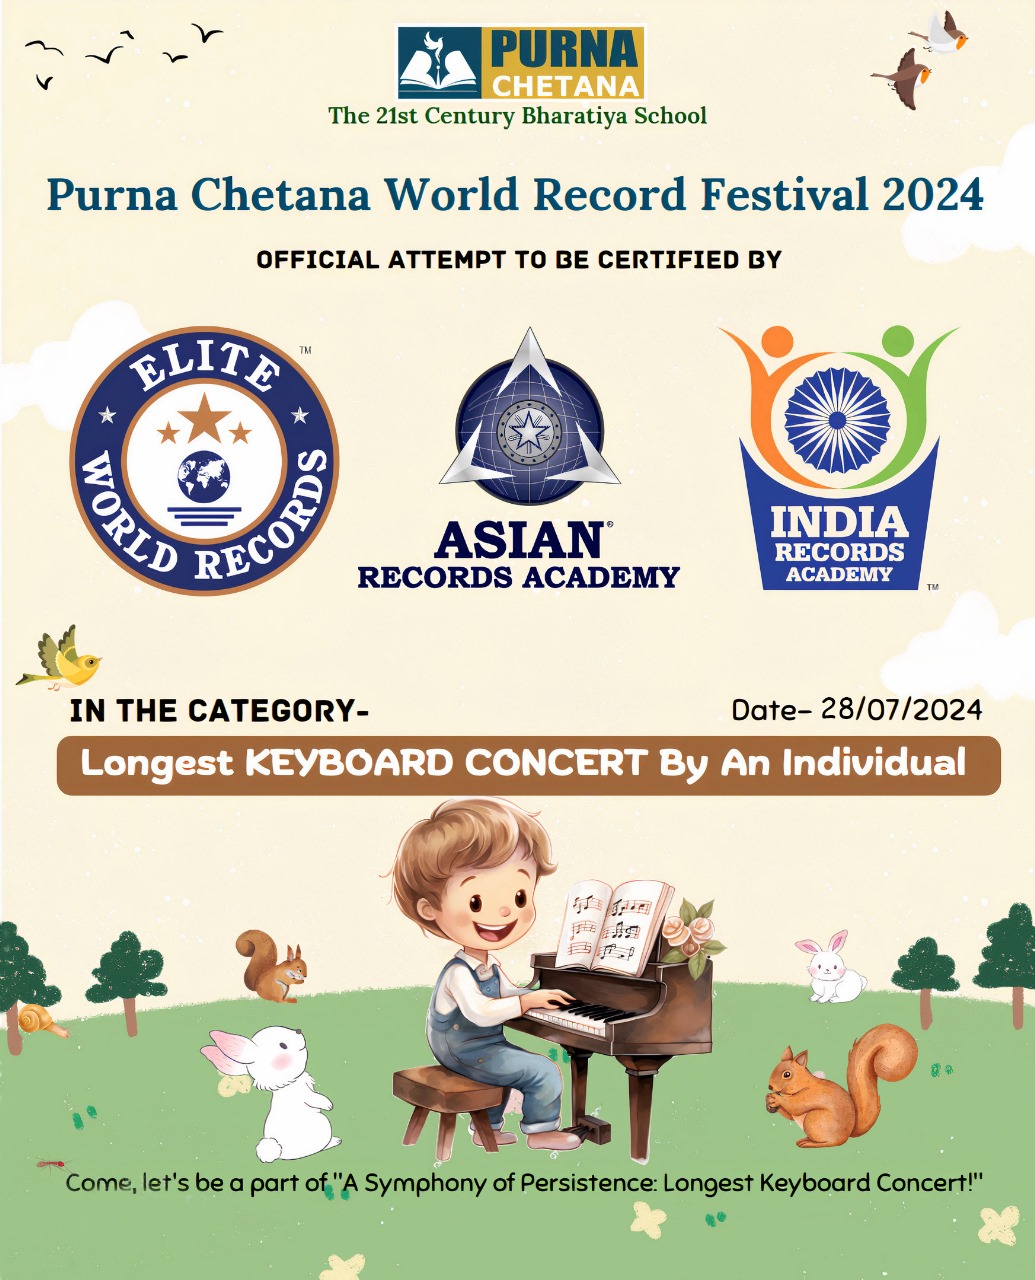 PURNA
CHETANA
The 21st Century Bharatiya School
Purna Chetana World Record Festival 2024
OFFICIAL ATTEMPT TO BE CERTIFIED BY
ELITE
WORLD RECORDS
TM
ASIAN®
RECORDS ACADEMY
INDIA
RECORDS
ACADEMY
TM
IN THE CATEGORY-
Date- 28/07/2024
Longest KEYBOARD CONCERT By An Individual
Come, let's be a part of "A Symphony of Persistence: Longest Keyboard Concert!"